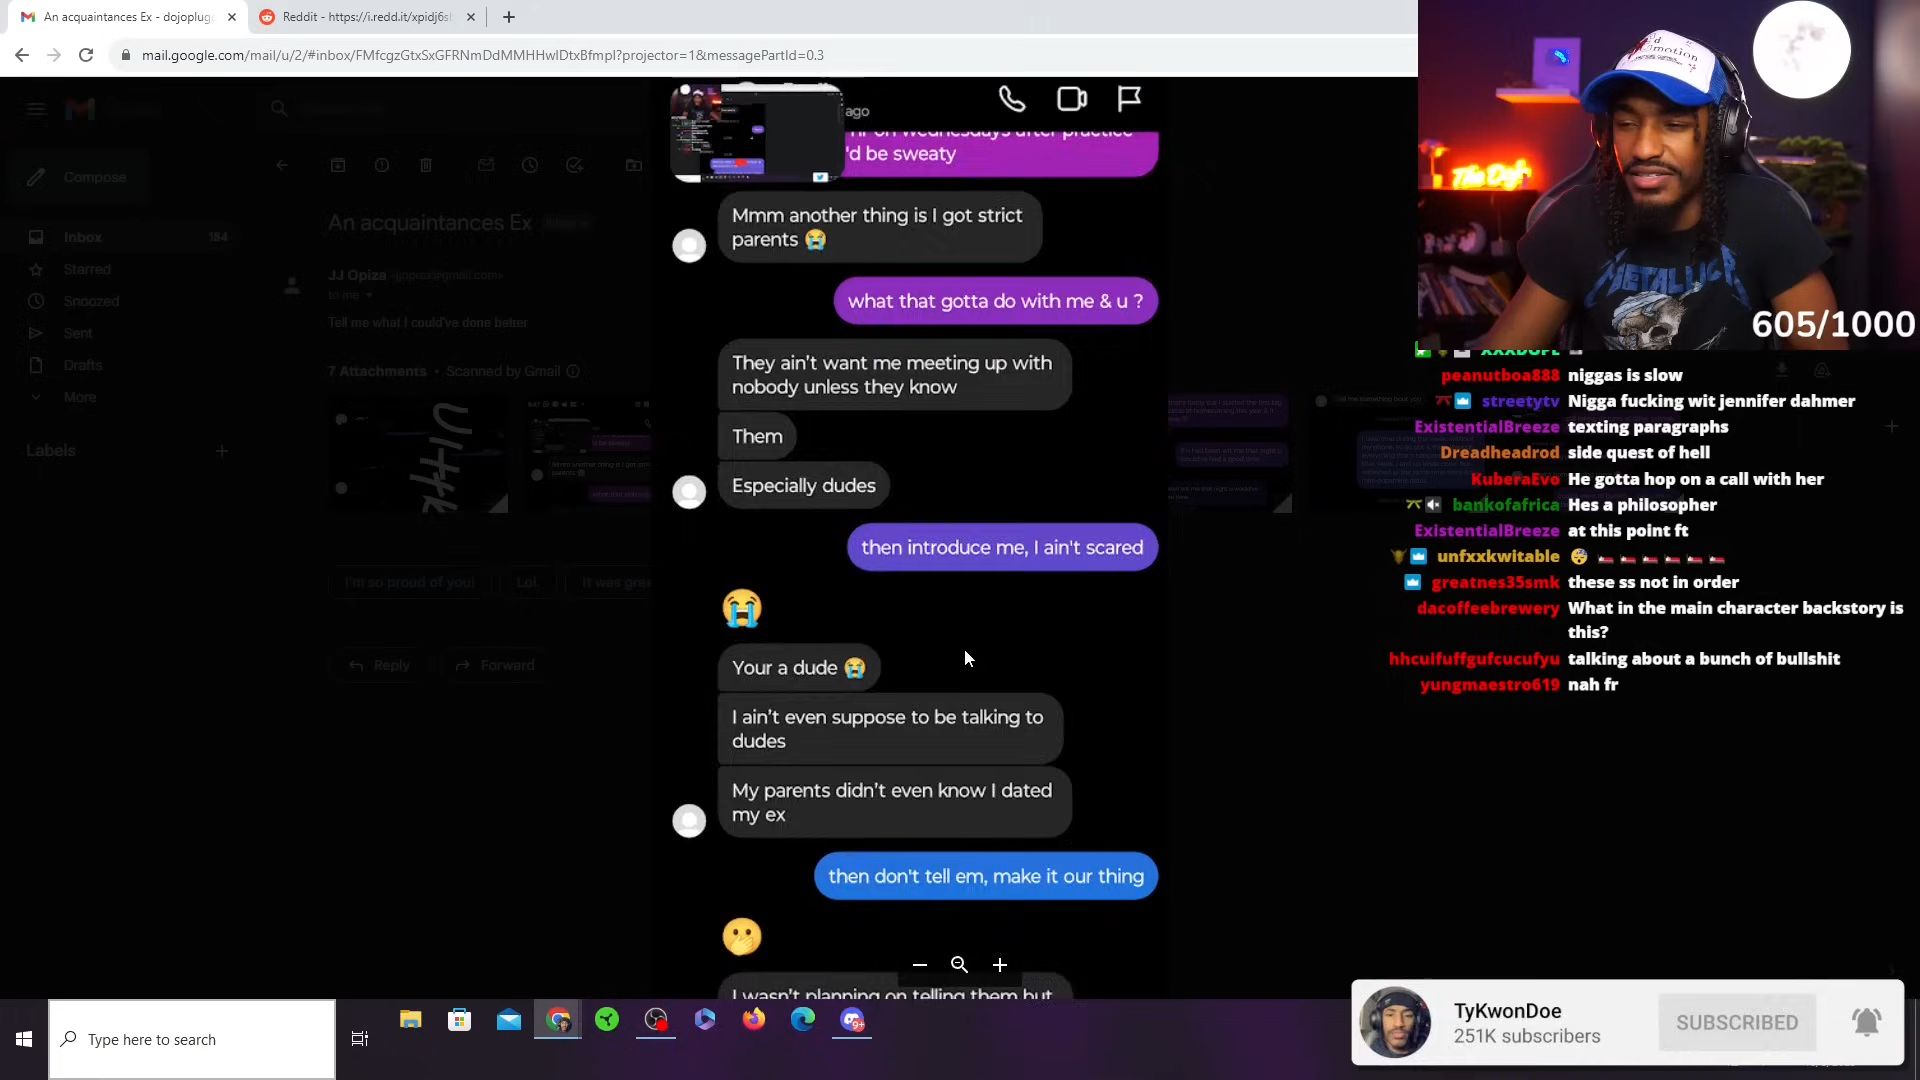 An acquaintances Ex - dojoplug
Reddit - https://i.redd.it/xpidj6s
mail.google.com/mail/u/2/#inbox/FMfcgzGtxSxGFRNmDdMMHHwlDtxBfmpl?projector=1&messagePartId=0.3
Compose
Inbox 184
Starred
Snoozed
Sent
Drafts
More
Labels
An acquaintances Ex
JJ Opiza
to me
Tell me what I could've done better
7 Attachments • Scanned by Gmail
I'm so proud of you!
Lol.
It was gre
Reply
Forward
ago
hr on Wednesdays after practice
'd be sweaty
Mmm another thing is I got strict
parents 😭
what that gotta do with me & u ?
They ain't want me meeting up with
nobody unless they know
Them
Especially dudes
then introduce me, I ain't scared
😭
Your a dude 😭
I ain't even suppose to be talking to
dudes
My parents didn't even know I dated
my ex
then don't tell em, make it our thing
🫢
I wasn't planning on telling them but
The Dojo
METALLICA
605/1000
XXXDOPE
peanutboa888 niggas is slow
streetytv Nigga fucking wit jennifer dahmer
ExistentialBreeze texting paragraphs
Dreadheadrod side quest of hell
KuberaEvo He gotta hop on a call with her
bankofafrica Hes a philosopher
ExistentialBreeze at this point ft
unfxxkwitable 😴
greatnes35smk these ss not in order
dacoffeebrewery What in the main character backstory is
this?
hhcuifuffgufcucufyu talking about a bunch of bullshit
yungmaestro619 nah fr
TyKwonDoe
251K subscribers
SUBSCRIBED
Type here to search
9+